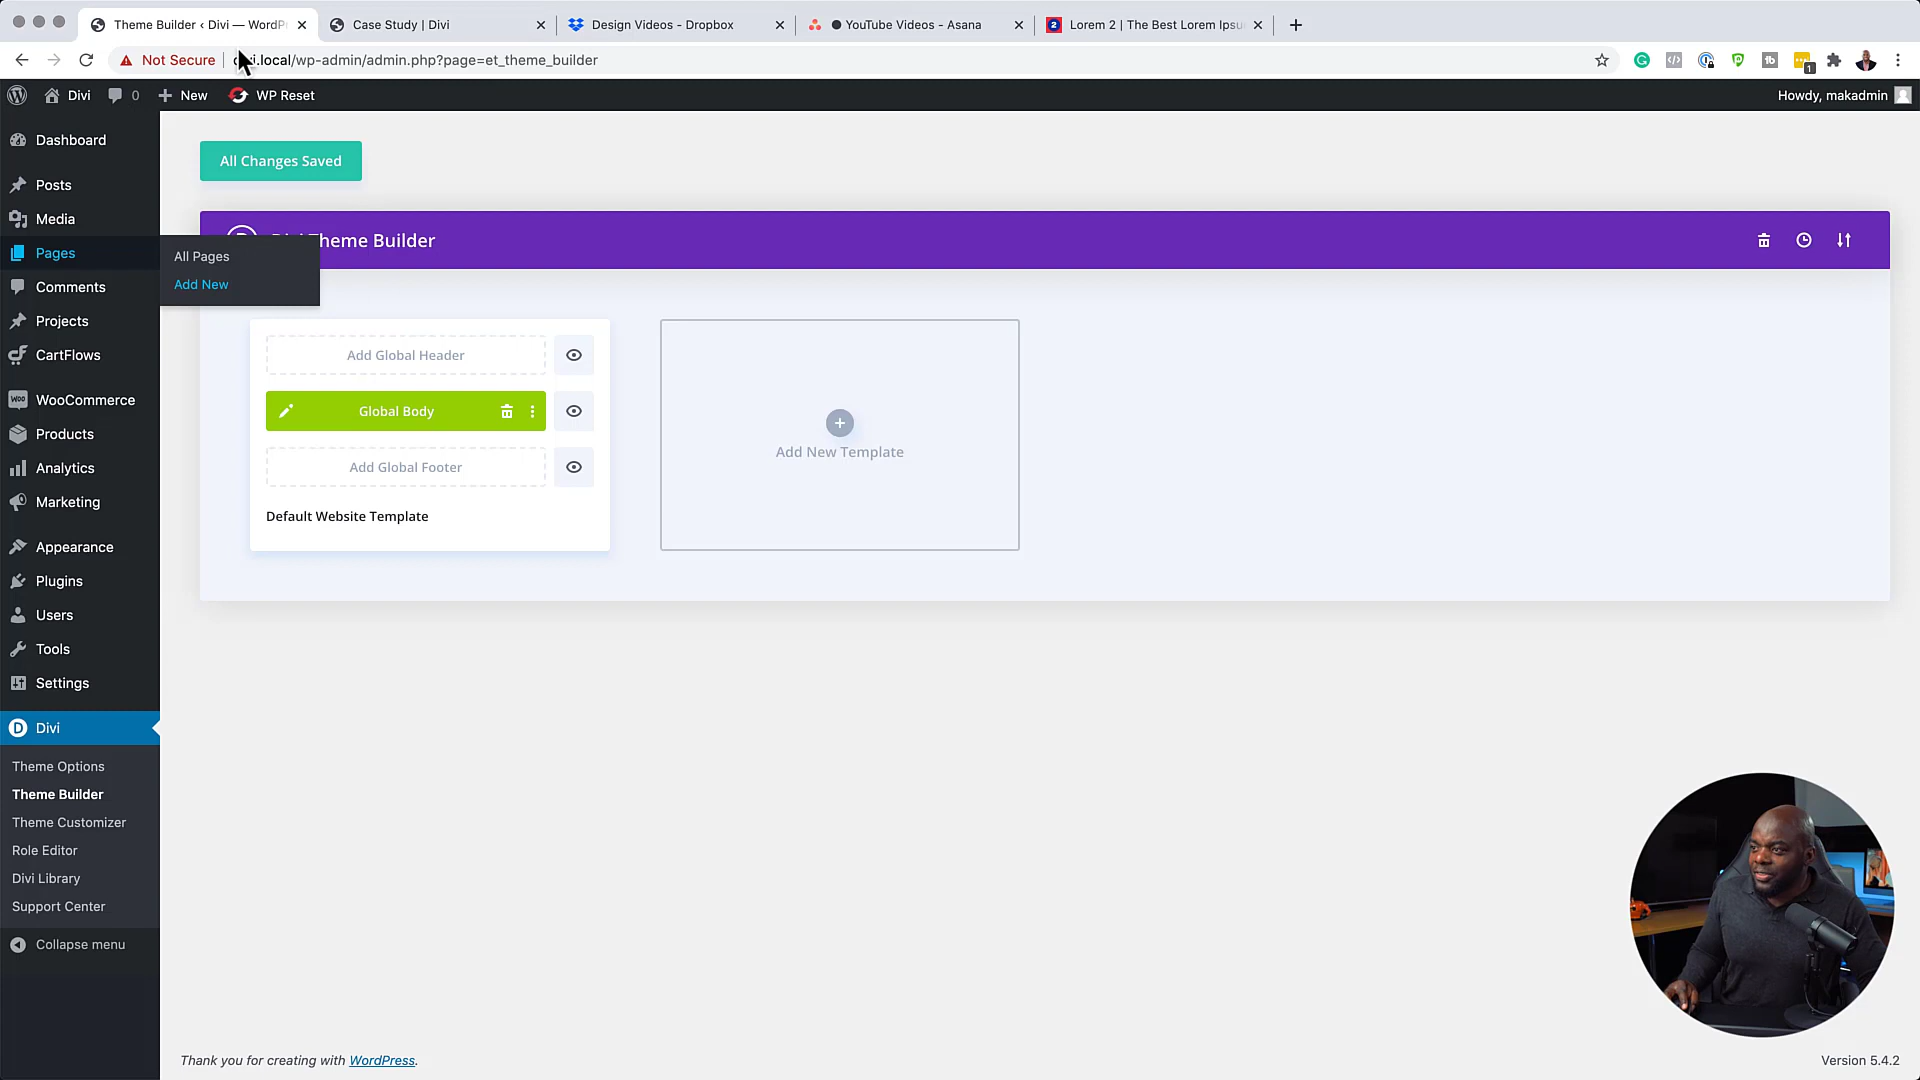 Theme Builder ‹ Divi — WordP
Case Study | Divi
Design Videos - Dropbox
● YouTube Videos - Asana
Lorem 2 | The Best Lorem Ipsu
Not Secure
.local/wp-admin/admin.php?page=et_theme_builder
1
Divi
0
New
WP Reset
Howdy, makadmin
Dashboard
Posts
Media
Pages
Comments
Projects
CartFlows
WooCommerce
Products
Analytics
Marketing
Appearance
Plugins
Users
Tools
Settings
Divi
Theme Options
Theme Builder
Theme Customizer
Role Editor
Divi Library
Support Center
Collapse menu
All Pages
Add New
All Changes Saved
Theme Builder
Add Global Header
Global Body
Add Global Footer
Default Website Template
Add New Template
Thank you for creating with WordPress.
Version 5.4.2